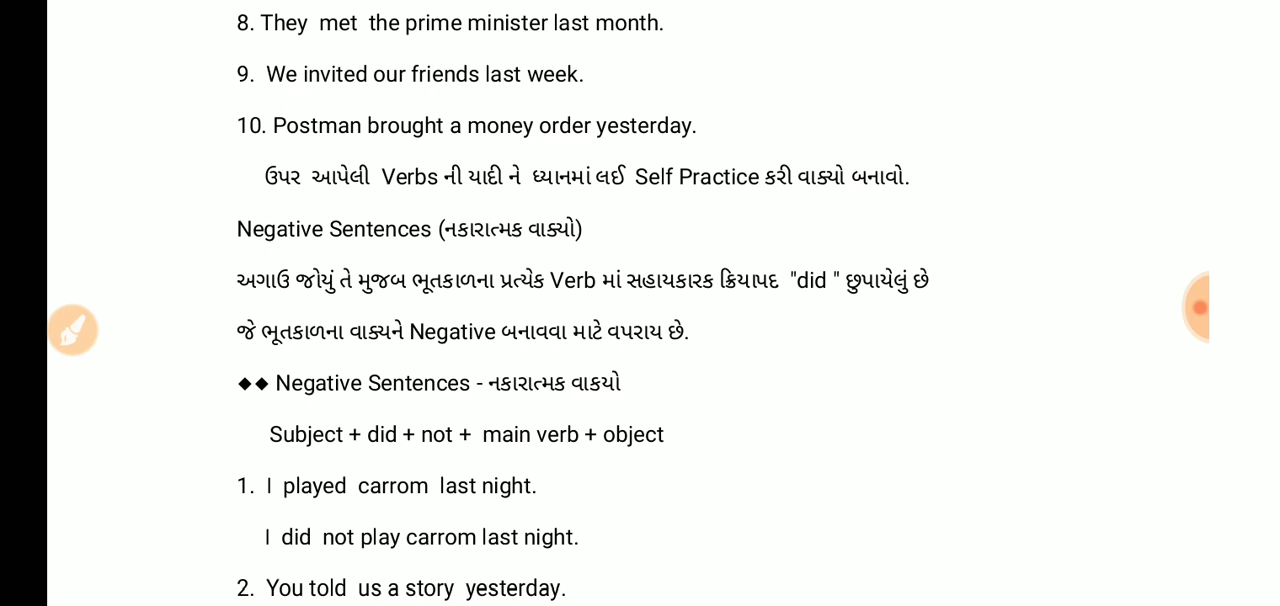 8. They met the prime minister last month.
9. We invited our friends last week.
10. Postman brought a money order yesterday.
ઉપર આપેલી Verbs ની યાદી ને ધ્યાનમાં લઈ Self Practice કરી વાક્યો બનાવો.
Negative Sentences (નકારાત્મક વાક્યો)
અગાઉ જોયું તે મુજબ ભૂતકાળના પ્રત્યેક Verb માં સહાયકારક ક્રિયાપદ "did " છુપાયેલું છે
જે ભૂતકાળના વાક્યને Negative બનાવવા માટે વપરાય છે.
◆◆ Negative Sentences - નકારાત્મક વાકયો
Subject + did + not + main verb + object
1. I played carrom last night.
I did not play carrom last night.
2. You told us a story yesterday.